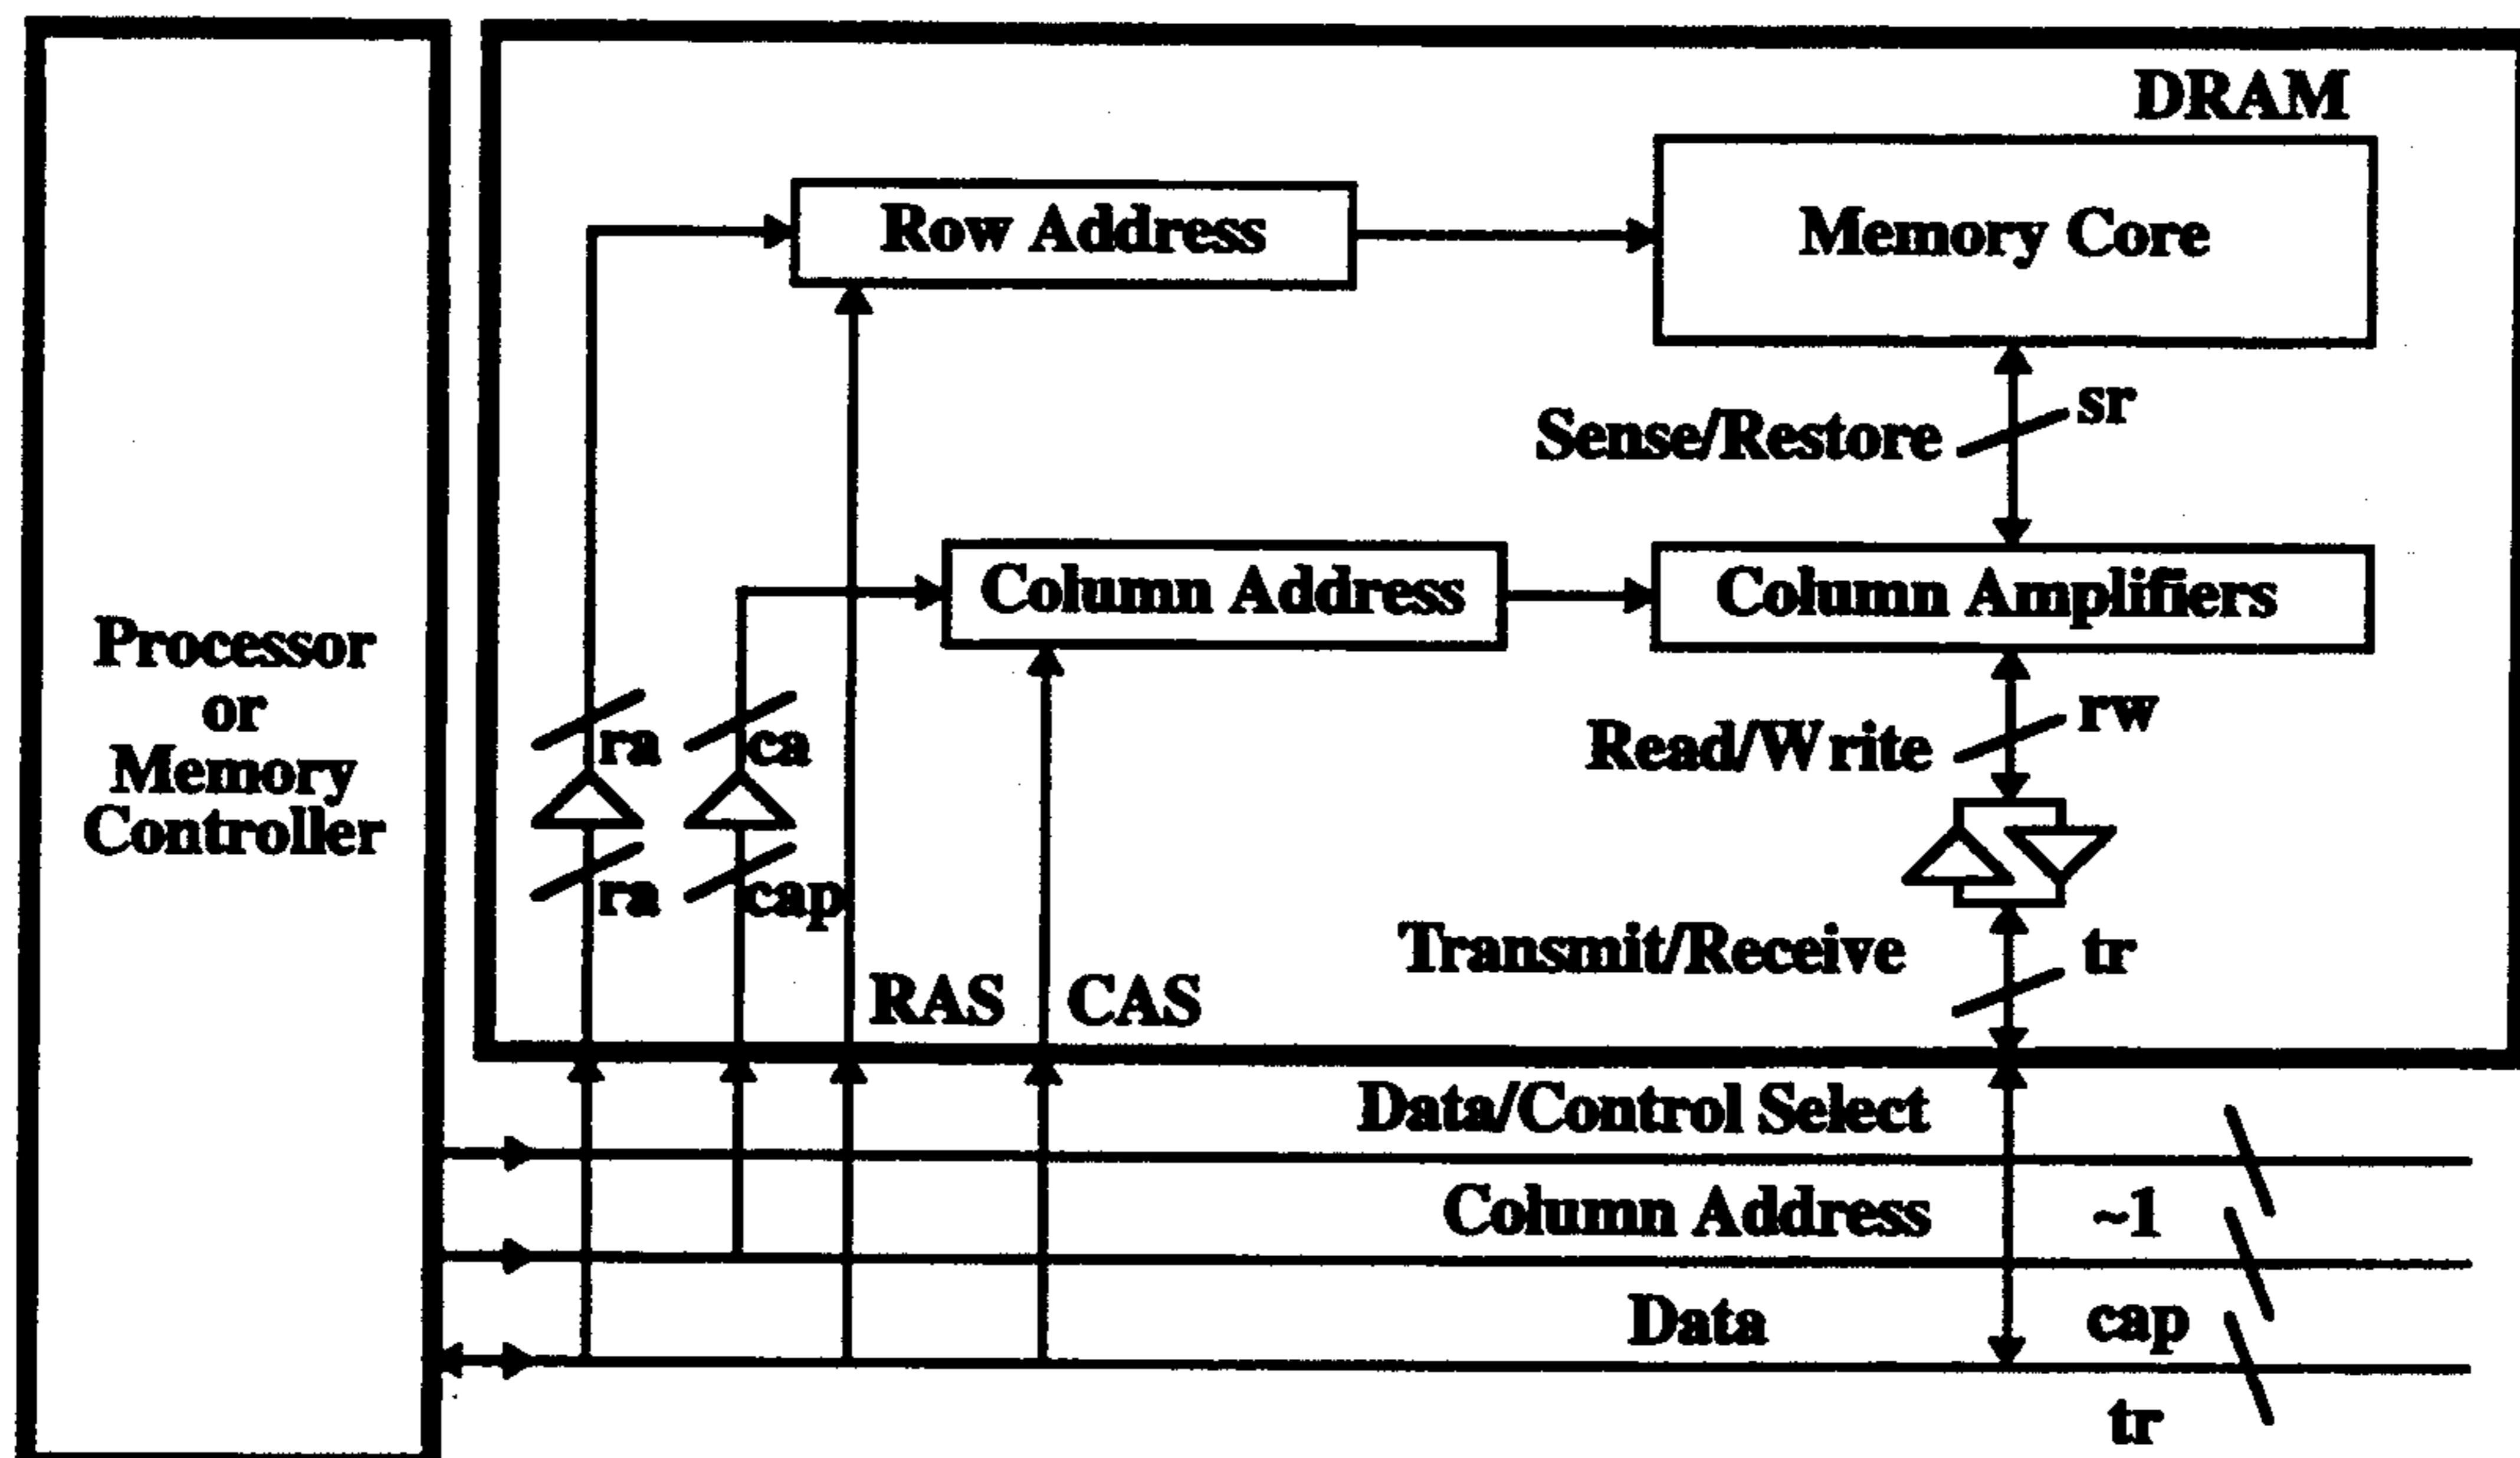 DRAM
Row Address
Memory Core
Sense/Restore
sr
Column Address
Column Amplifiers
Processor
or
Memory
Controller
ra
ca
Read/Write
rw
ra
cap
Transmit/Receive
tr
RAS
CAS
Data/Control Select
Column Address
~1
Data
cap
tr